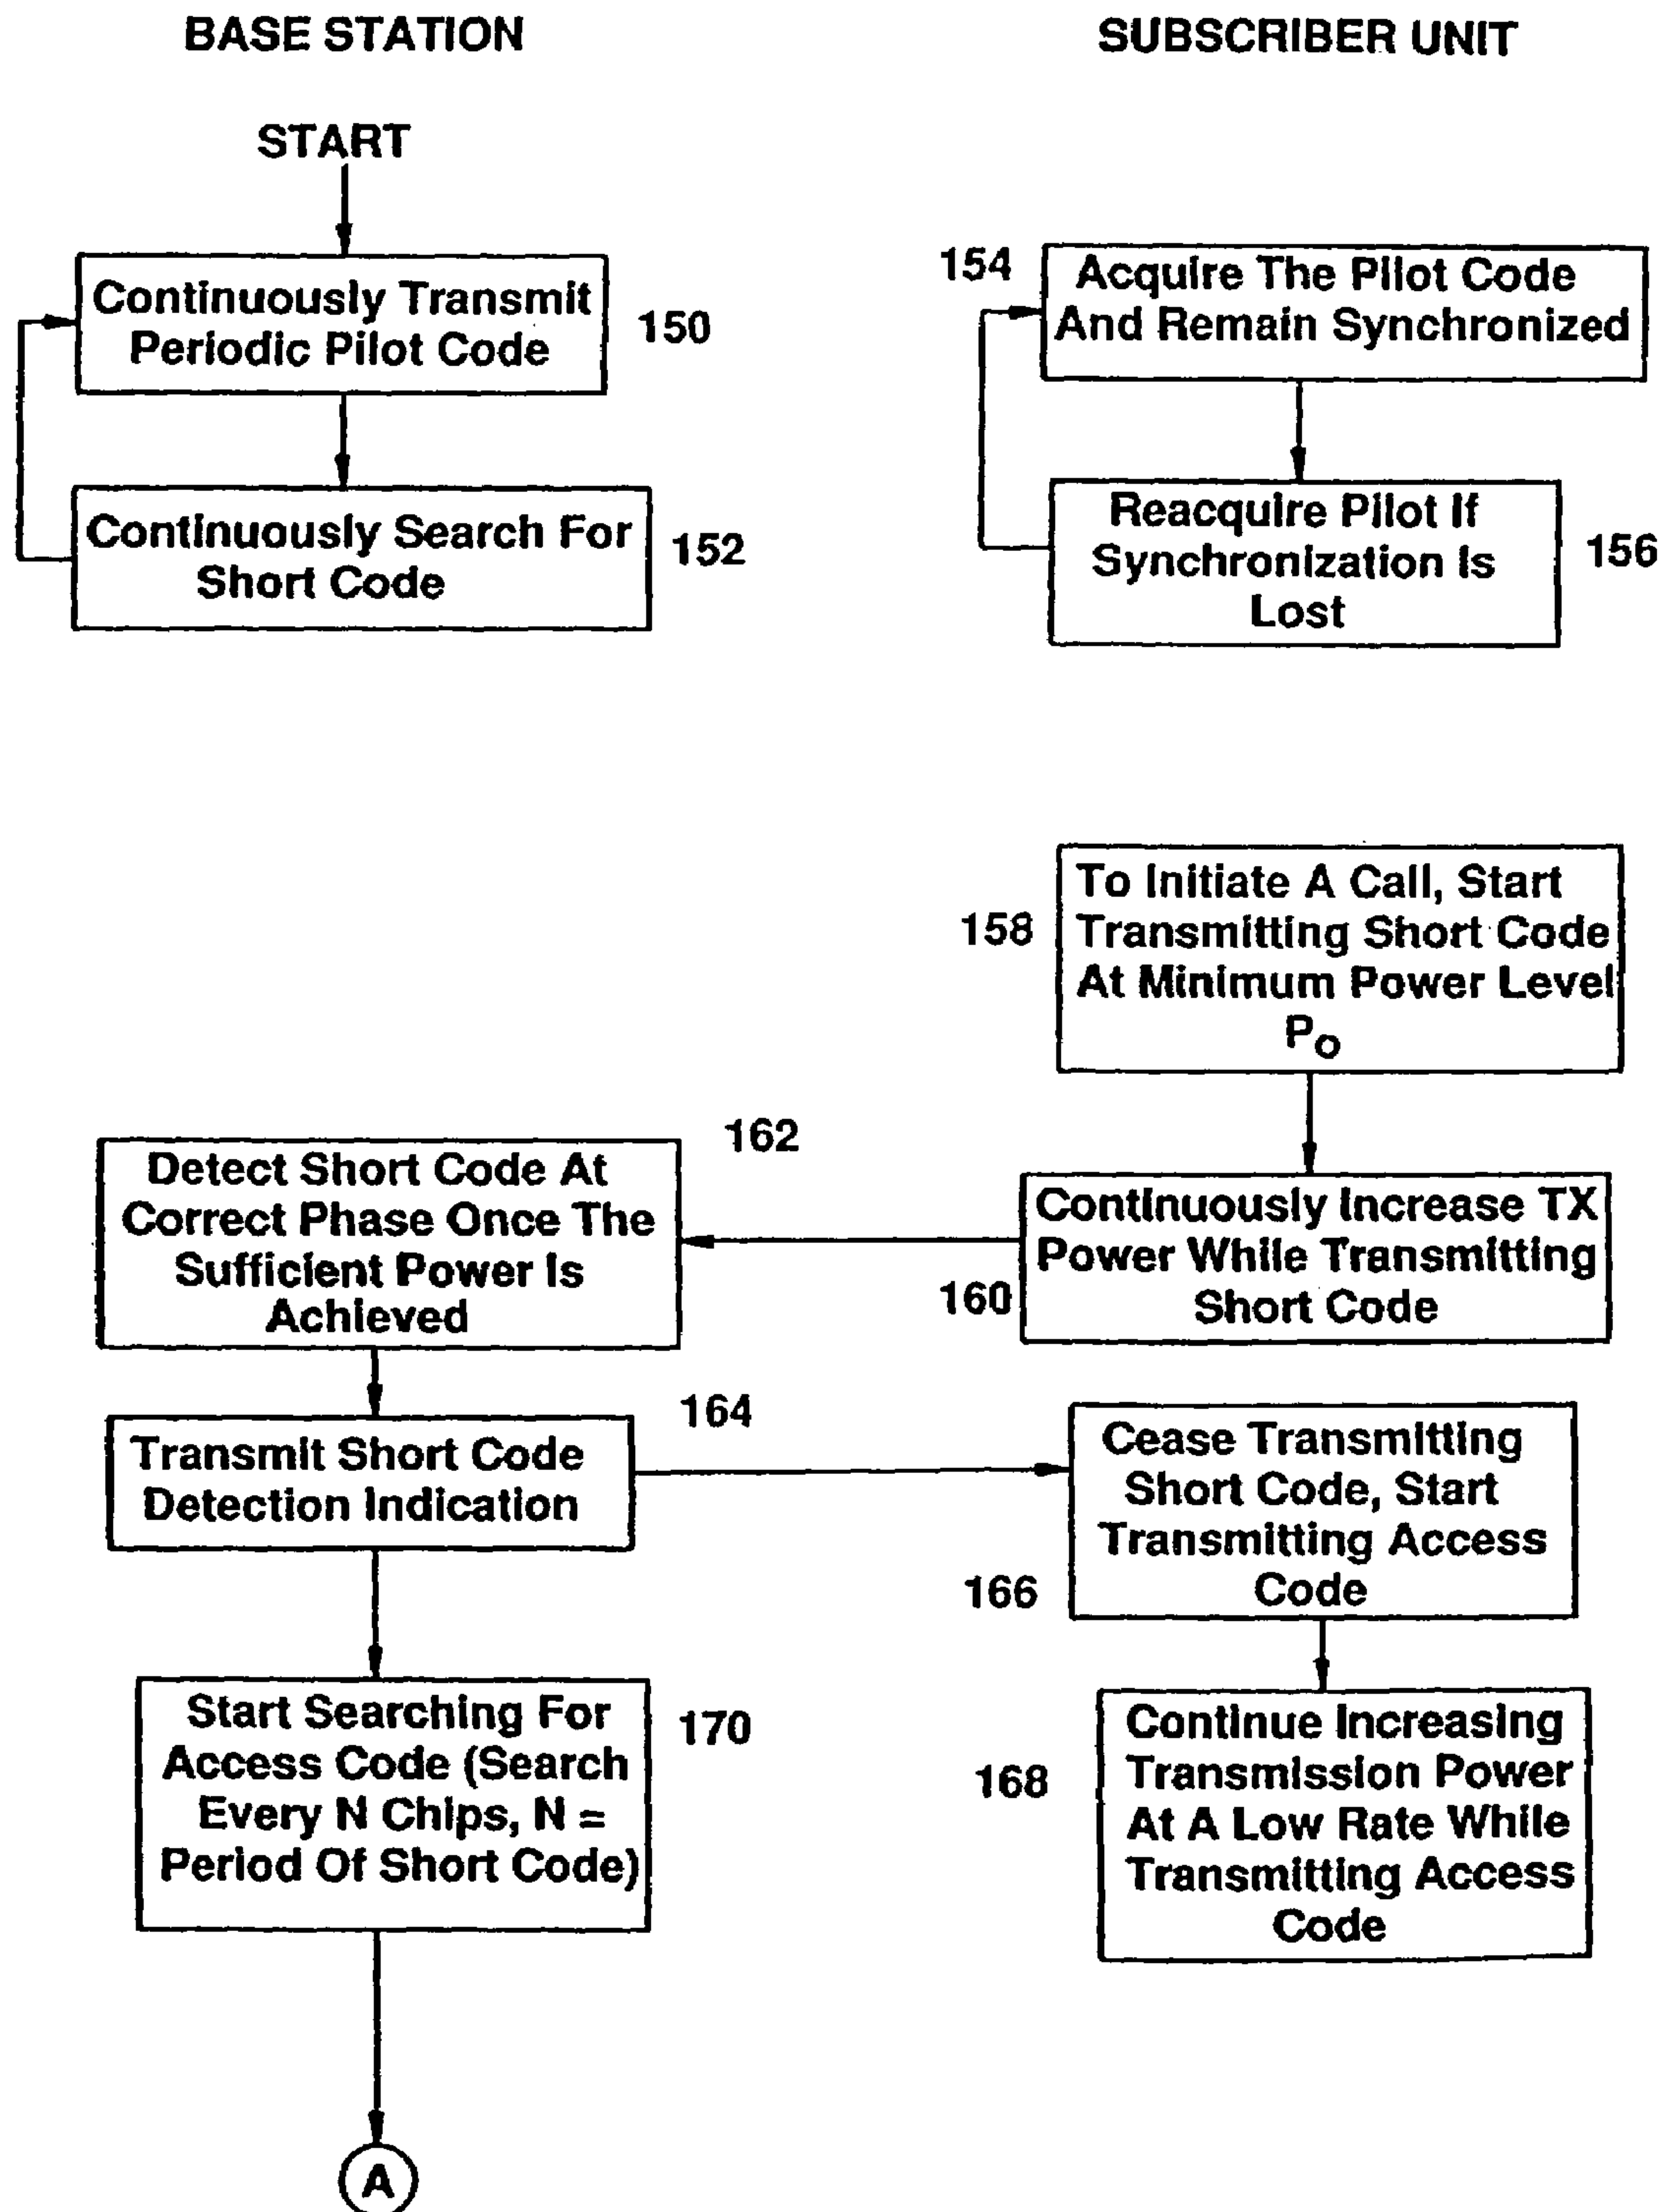 BASE STATION
SUBSCRIBER UNIT
START
Continuously Transmit
Periodic Pilot Code
150
Continuously Search For
Short Code
152
154
Acquire The Pilot Code
And Remain Synchronized
Reacquire Pilot If
Synchronization Is
Lost
156
158
To Initiate A Call, Start
Transmitting Short Code
At Minimum Power Level
Po
162
Detect Short Code At
Correct Phase Once The
Sufficient Power Is
Achieved
Continuously Increase TX
Power While Transmitting
Short Code
160
164
Transmit Short Code
Detection Indication
Cease Transmitting
Short Code, Start
Transmitting Access
Code
166
Start Searching For
Access Code (Search
Every N Chips, N =
Period Of Short Code)
170
Continue Increasing
Transmission Power
At A Low Rate While
Transmitting Access
Code
168
A